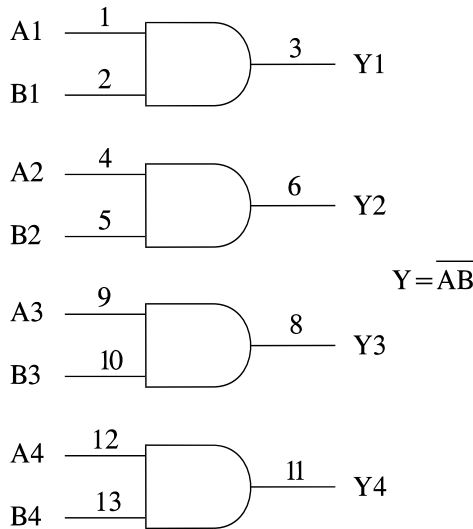 A1 1 3 Y1
B1 2
A2 4 6 Y2
B2 5
Y = \overline{AB}
A3 9 8 Y3
B3 10
A4 12 11 Y4
B4 13